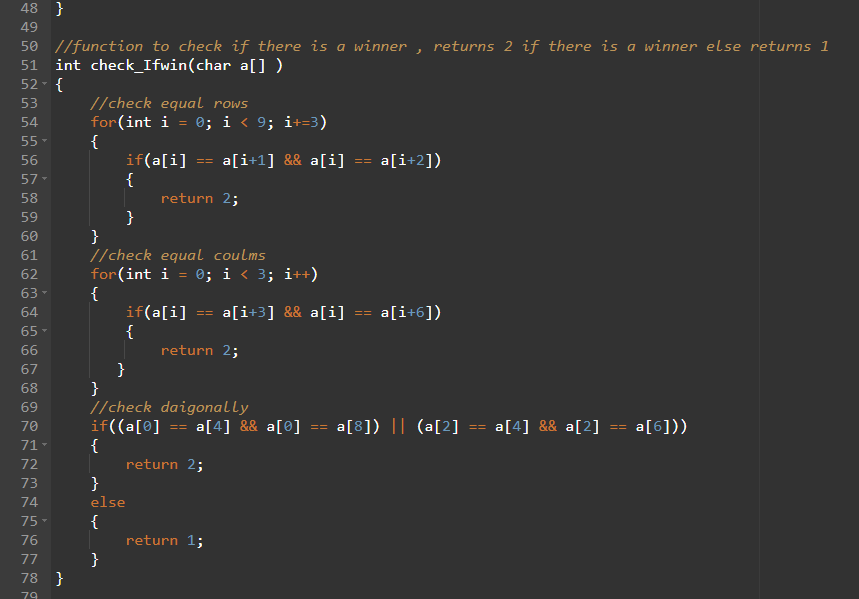 48 }
49
50 //function to check if there is a winner , returns 2 if there is a winner else returns 1
51 int check_Ifwin(char a[] )
52 {
53     //check equal rows
54     for(int i = 0; i < 9; i+=3)
55     {
56         if(a[i] == a[i+1] && a[i] == a[i+2])
57         {
58             return 2;
59         }
60     }
61     //check equal coulms
62     for(int i = 0; i < 3; i++)
63     {
64         if(a[i] == a[i+3] && a[i] == a[i+6])
65         {
66             return 2;
67        }
68     }
69     //check daigonally
70     if((a[0] == a[4] && a[0] == a[8]) || (a[2] == a[4] && a[2] == a[6]))
71     {
72         return 2;
73     }
74     else
75     {
76         return 1;
77     }
78 }
79